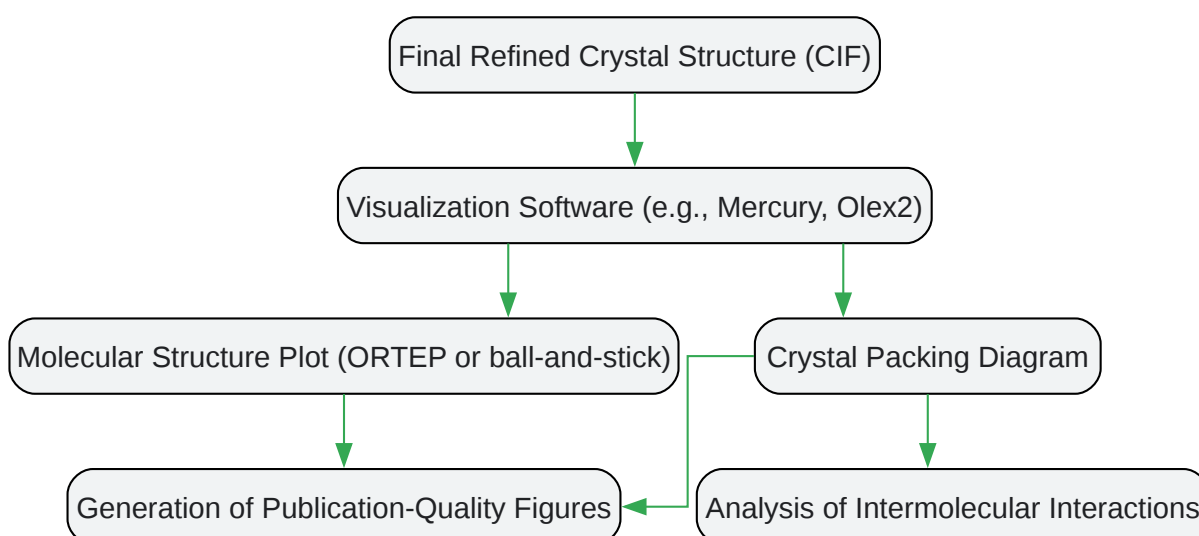 Final Refined Crystal Structure (CIF)
Visualization Software (e.g., Mercury, Olex2)
Molecular Structure Plot (ORTEP or ball-and-stick)
Crystal Packing Diagram
Generation of Publication-Quality Figures
Analysis of Intermolecular Interactions